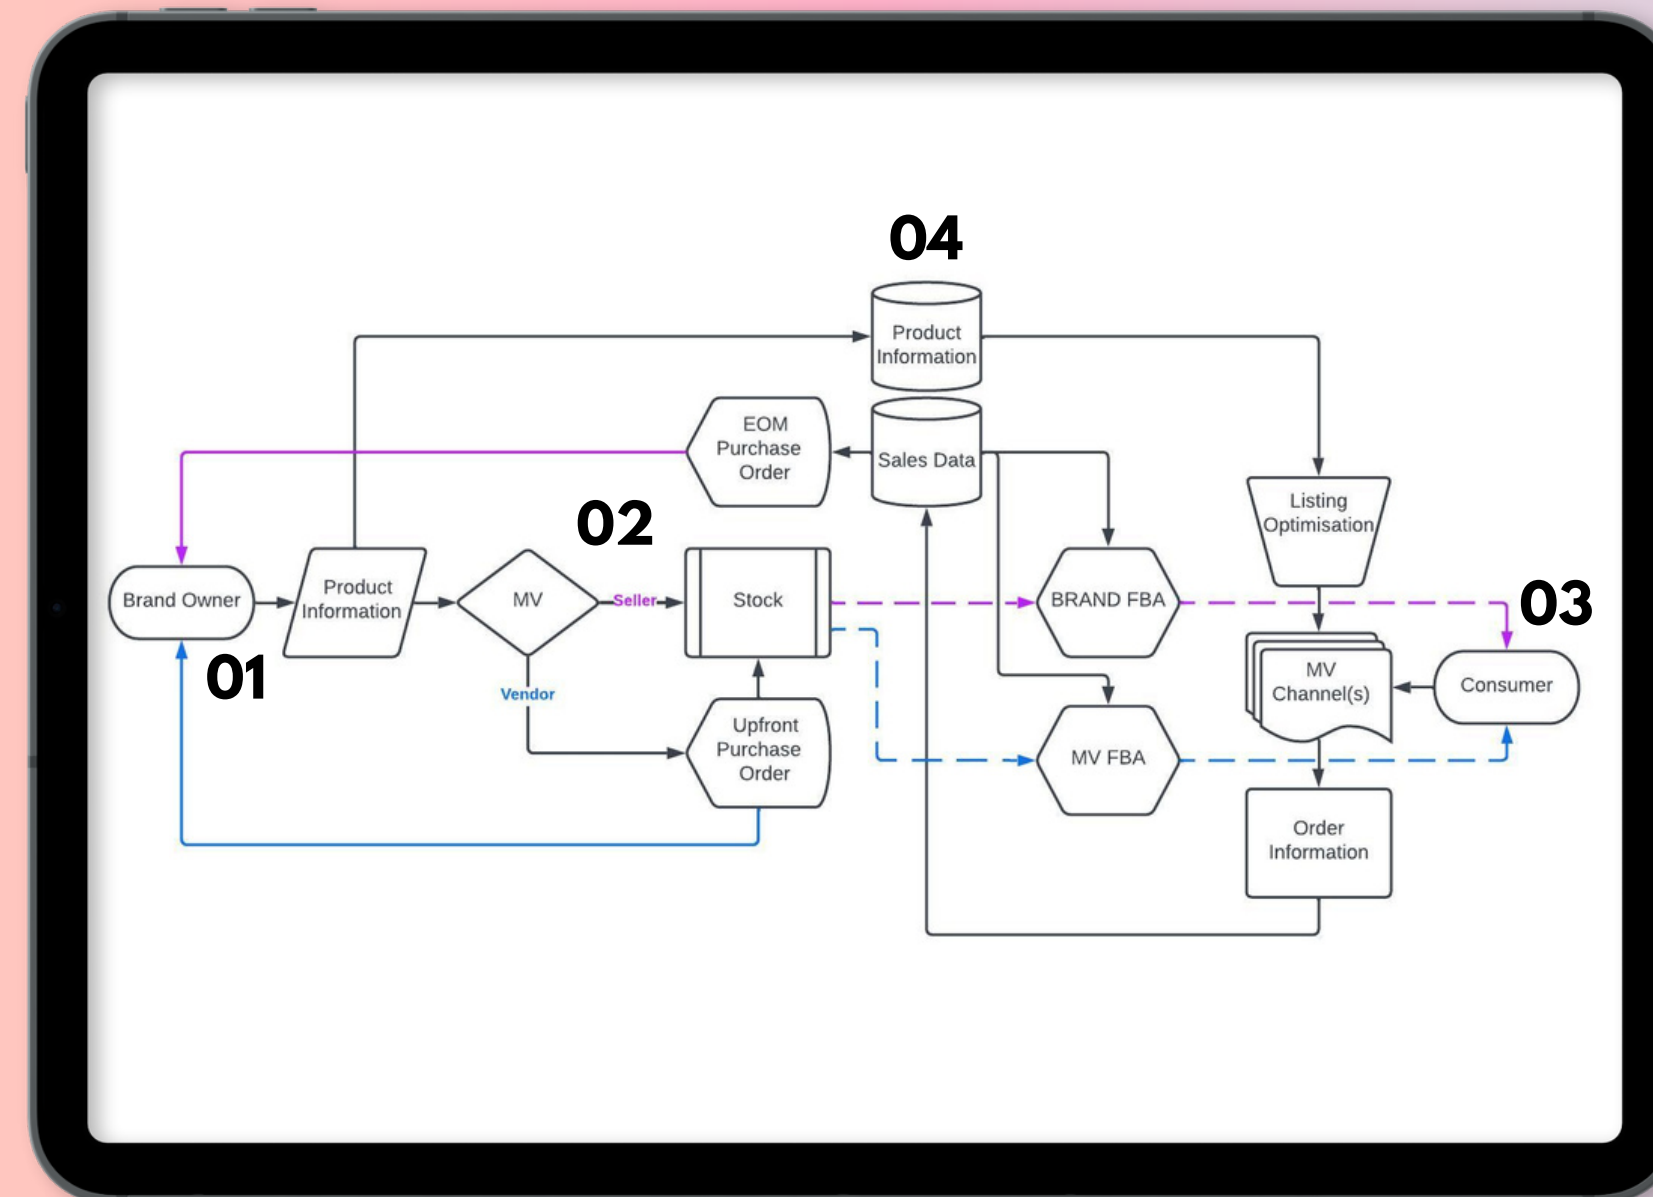 04
Product
Information
EOM
Purchase
Order
Sales Data
02
Listing
Optimisation
Brand Owner
Product
Information
MV
Seller
Stock
BRAND FBA
03
01
Vendor
MV
Channel(s)
Consumer
Upfront
Purchase
Order
MV FBA
Order
Information